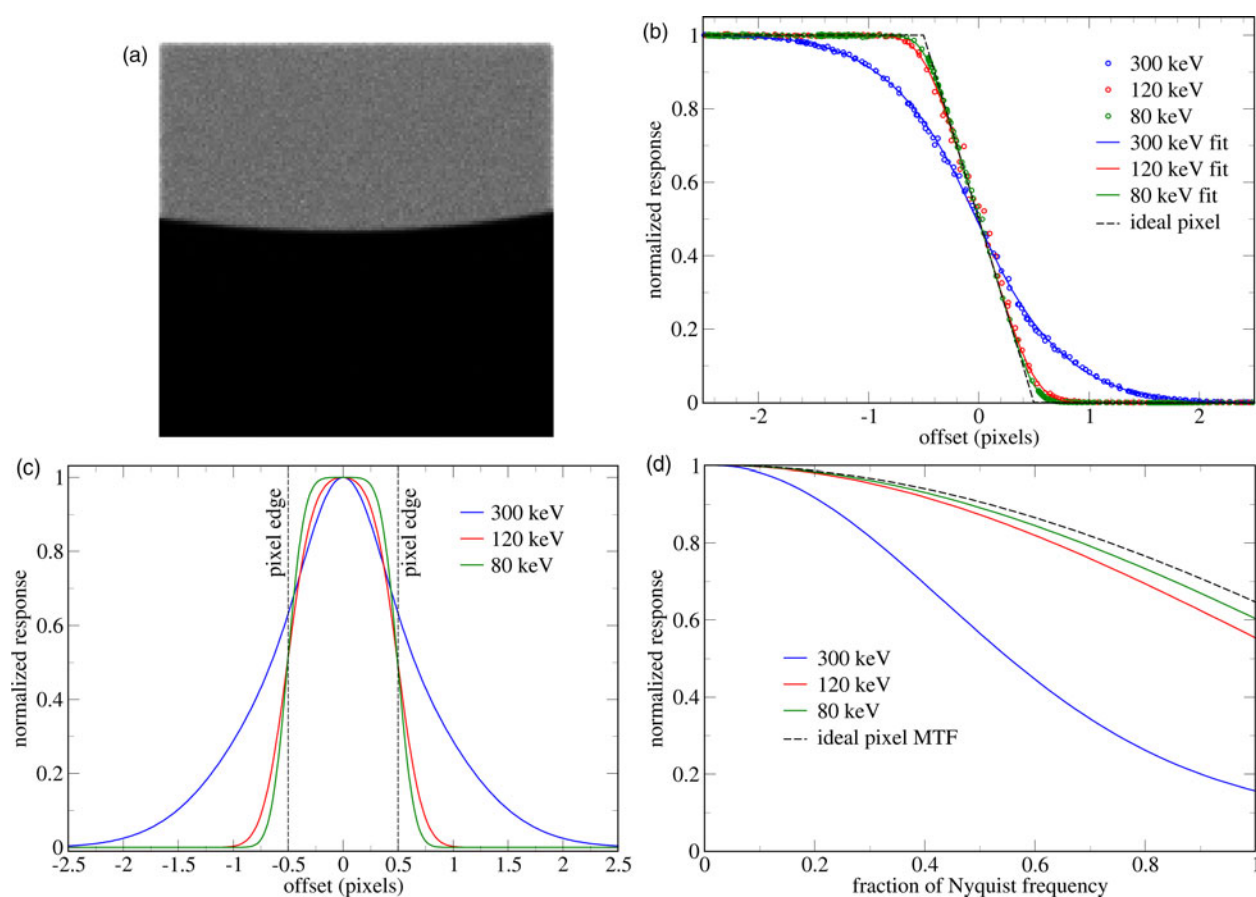 (a)
(b)
normalized response
1
0.8
0.6
0.4
0.2
0
-2
-1
0
1
2
offset (pixels)
300 keV
120 keV
80 keV
300 keV fit
120 keV fit
80 keV fit
ideal pixel
(c)
normalized response
1
0.8
0.6
0.4
0.2
0
-2.5
-2
-1.5
-1
-0.5
0
0.5
1
1.5
2
2.5
offset (pixels)
pixel edge
pixel edge
300 keV
120 keV
80 keV
(d)
normalized response
1
0.8
0.6
0.4
0.2
0
0
0.2
0.4
0.6
0.8
1
fraction of Nyquist frequency
300 keV
120 keV
80 keV
ideal pixel MTF